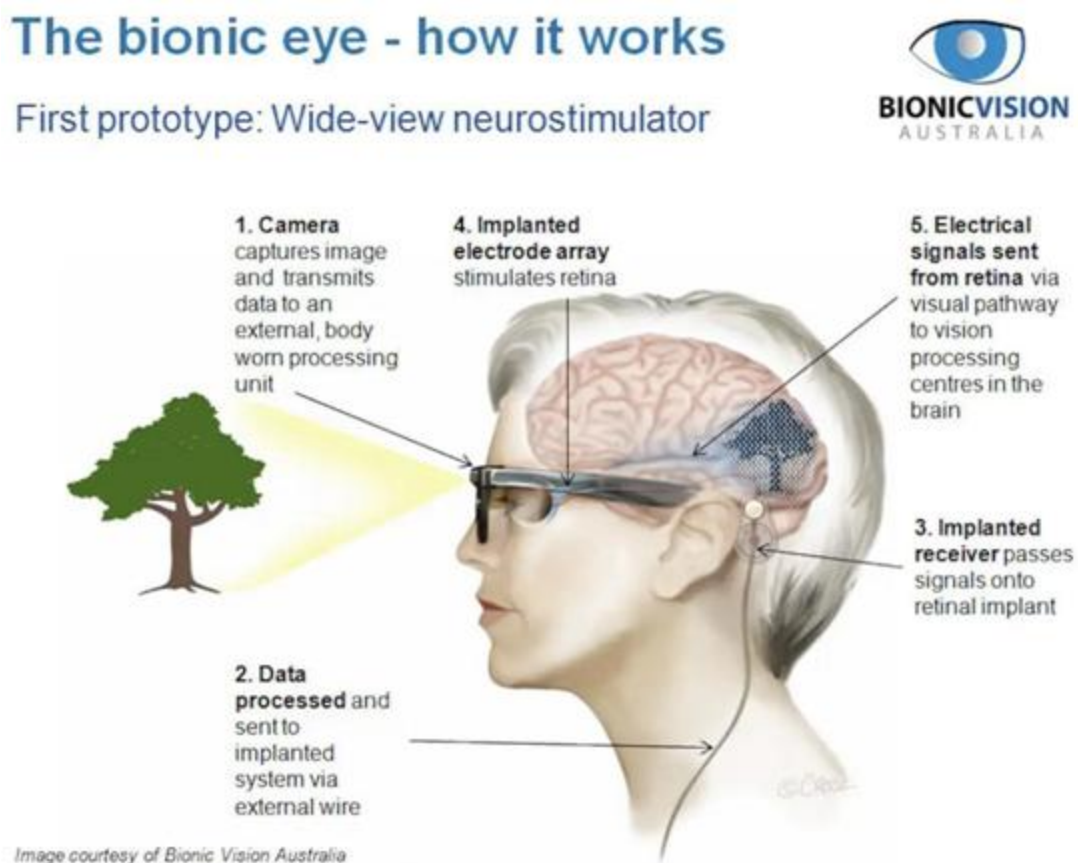 The bionic eye - how it works
First prototype: Wide-view neurostimulator
BIONICVISION
AUSTRALIA
1. Camera
captures image
and transmits
data to an
external, body
worn processing
unit
4. Implanted
electrode array
stimulates retina
5. Electrical
signals sent
from retina via
visual pathway
to vision
processing
centres in the
brain
3. Implanted
receiver passes
signals onto
retinal implant
2. Data
processed and
sent to
implanted
system via
external wire
Image courtesy of Bionic Vision Australia